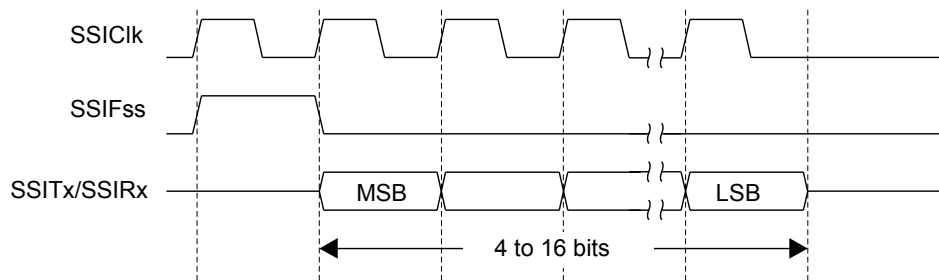 SSIClk
SSIFss
SSITx/SSIRx
MSB
LSB
4 to 16 bits